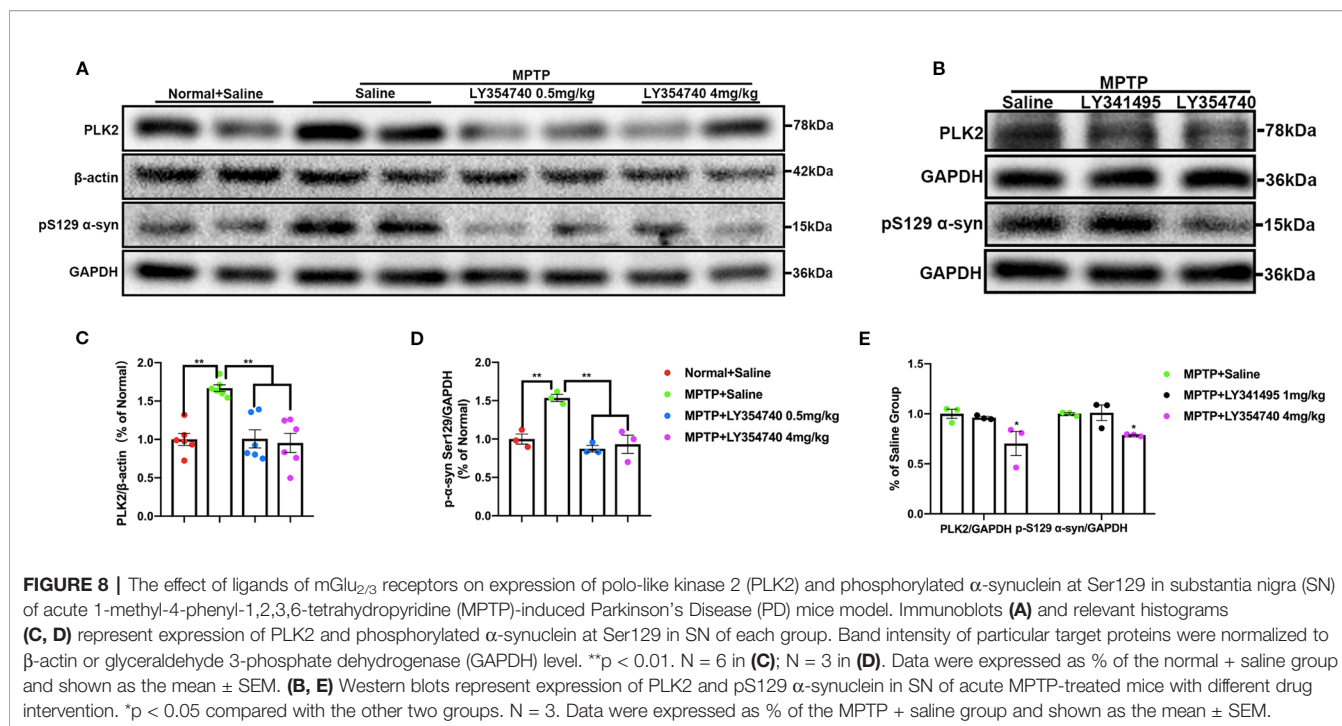 A
MPTP
Normal+Saline Saline LY354740 0.5mg/kg LY354740 4mg/kg
PLK2 78kDa
β-actin 42kDa
pS129 α-syn 15kDa
GAPDH 36kDa
B
MPTP
Saline LY341495 LY354740
PLK2 -78kDa
GAPDH -36kDa
pS129 α-syn -15kDa
GAPDH -36kDa
C
PLK2/β-actin (% of Normal)
2.0
1.5
1.0
0.5
0.0
** **
D
p-α-syn Ser129/GAPDH
(% of Normal)
2.0
1.5
1.0
0.5
0.0
** **
Normal+Saline
MPTP+Saline
MPTP+LY354740 0.5mg/kg
MPTP+LY354740 4mg/kg
E
% of Saline Group
2.0
1.5
1.0
0.5
0.0
* *
PLK2/GAPDH p-S129 α-syn/GAPDH
MPTP+Saline
MPTP+LY341495 1mg/kg
MPTP+LY354740 4mg/kg
FIGURE 8 | The effect of ligands of mGlu2/3 receptors on expression of polo-like kinase 2 (PLK2) and phosphorylated α-synuclein at Ser129 in substantia nigra (SN)
of acute 1-methyl-4-phenyl-1,2,3,6-tetrahydropyridine (MPTP)-induced Parkinson's Disease (PD) mice model. Immunoblots (A) and relevant histograms
(C, D) represent expression of PLK2 and phosphorylated α-synuclein at Ser129 in SN of each group. Band intensity of particular target proteins were normalized to
β-actin or glyceraldehyde 3-phosphate dehydrogenase (GAPDH) level. **p < 0.01. N = 6 in (C); N = 3 in (D). Data were expressed as % of the normal + saline group
and shown as the mean ± SEM. (B, E) Western blots represent expression of PLK2 and pS129 α-synuclein in SN of acute MPTP-treated mice with different drug
intervention. *p < 0.05 compared with the other two groups. N = 3. Data were expressed as % of the MPTP + saline group and shown as the mean ± SEM.